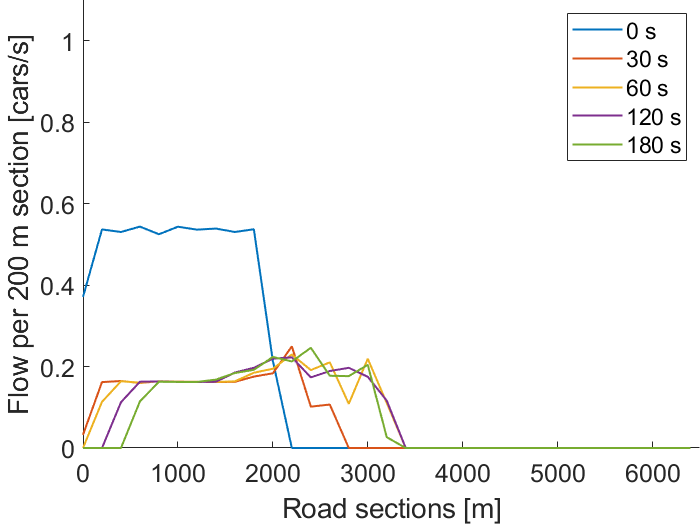 Flow per 200 m section [cars/s]
1
0.8
0.6
0.4
0.2
0
0 1000 2000 3000 4000 5000 6000
Road sections [m]
0 s
30 s
60 s
120 s
180 s